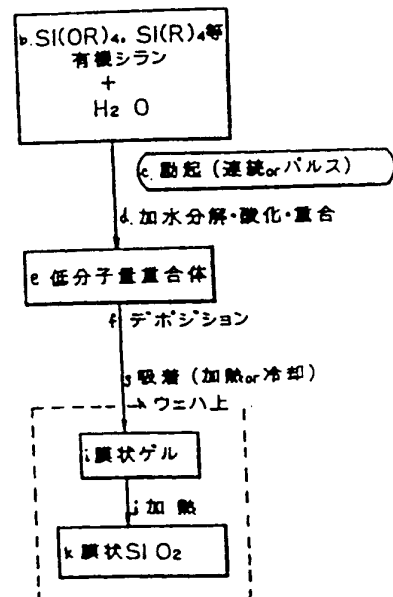 b. SI(OR)₄. SI(R)₄等
有機シラン
+
H₂ O
c.励起 (連続orパルス)
d. 加水分解・酸化・重合
e 低分子量重合体
f デポジション
g 吸着 (加熱or冷却)
h ウエハ上
i 膜状ゲル
j 加熱
k 膜状SI O₂